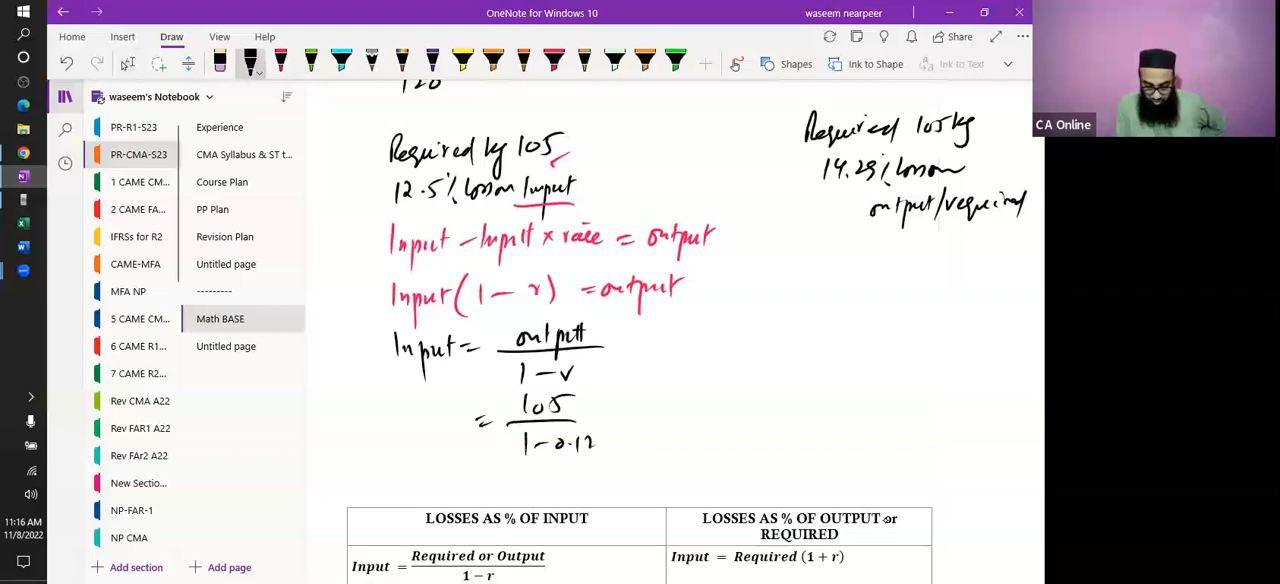 OneNote for Windows 10
waseem nearpeer
Home Insert Draw View Help
Share
Shapes
Ink to Shape
Ink to Text
waseem's Notebook
PR-R1-S23
PR-CMA-S23
1 CAME CM...
2 CAME FA...
IFRSs for R2
CAME-MFA
MFA NP
5 CAME CM...
6 CAME R1...
7 CAME R2...
Rev CMA A22
Rev FAR1 A22
Rev FAr2 A22
New Sectio...
NP-FAR-1
NP CMA
Add section
Experience
CMA Syllabus & ST t...
Course Plan
PP Plan
Revision Plan
Untitled page
---------
Math BASE
Untitled page
Add page
120
Required kg 105
12.5% loss on Input
Input - Input × rate = output
Input (1 - r) = output
Input = output
1 - r
= 105
1 - 0.12
Required 105 kg
14.29% loss on
output/required
LOSSES AS % OF INPUT
Input = Required or Output
1 - r
LOSSES AS % OF OUTPUT or
REQUIRED
Input = Required (1 + r)
C A Online
11:16 AM
11/8/2022